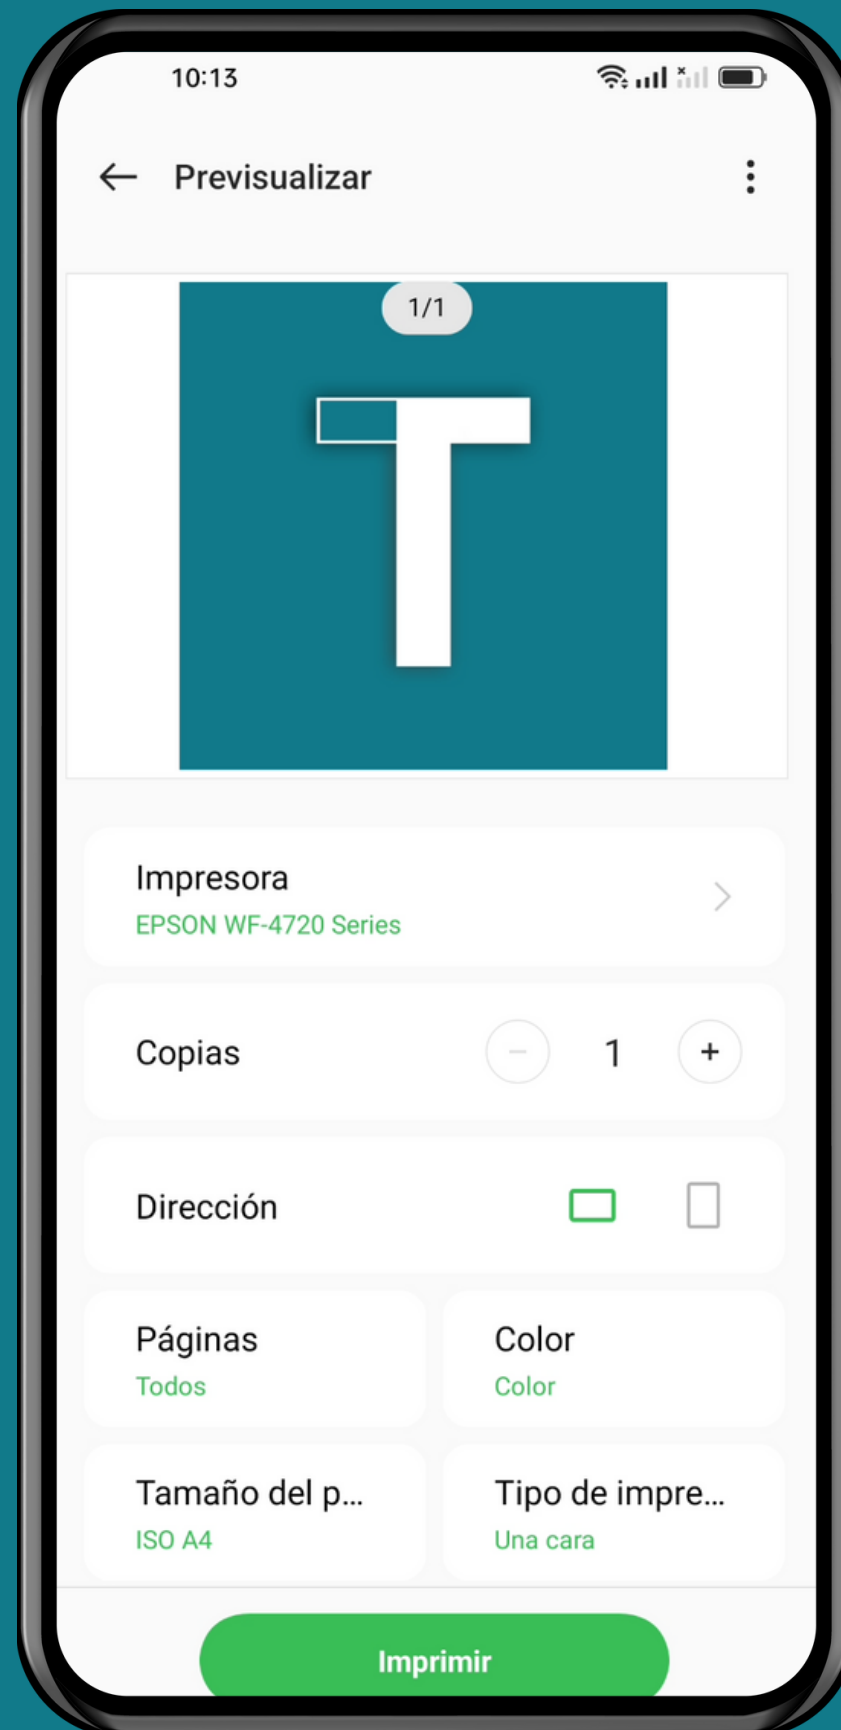 10:13
Previsualizar
1/1
T
Impresora
EPSON WF-4720 Series
Copias
1
Dirección
Páginas
Todos
Color
Color
Tamaño del p...
ISO A4
Tipo de impre...
Una cara
Imprimir